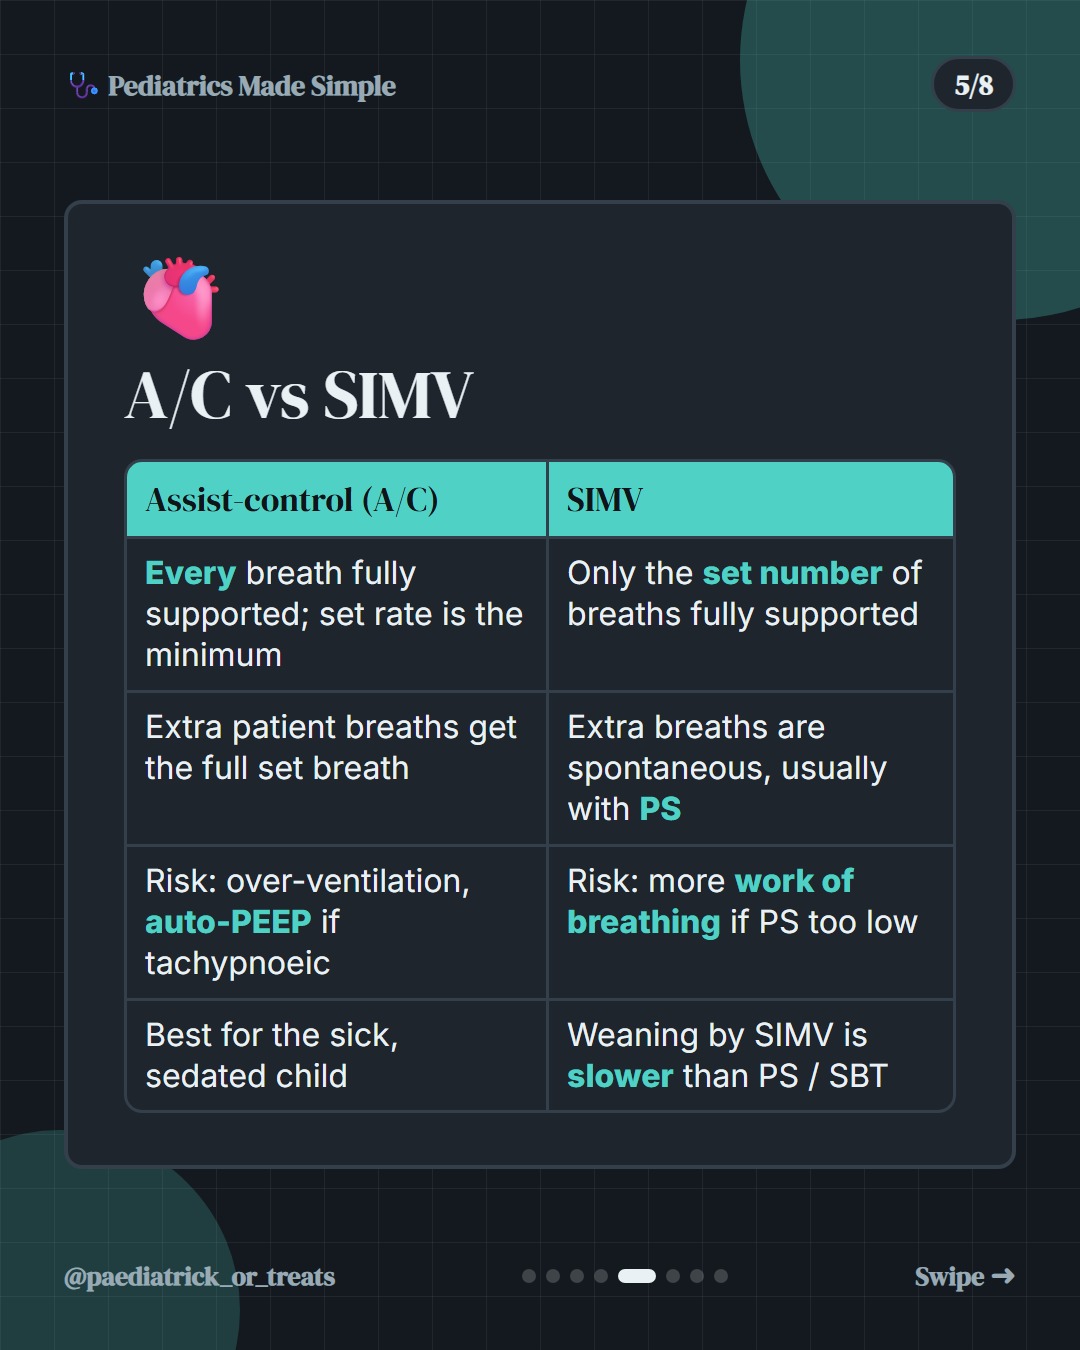 Pediatrics Made Simple
5/8
A/C vs SIMV
Assist-control (A/C)
SIMV
Every breath fully
supported; set rate is the
minimum
Only the set number of
breaths fully supported
Extra patient breaths get
the full set breath
Extra breaths are
spontaneous, usually
with PS
Risk: over-ventilation,
auto-PEEP if
tachypnoeic
Risk: more work of
breathing if PS too low
Best for the sick,
sedated child
Weaning by SIMV is
slower than PS / SBT
@paediatrick_or_treats
Swipe →